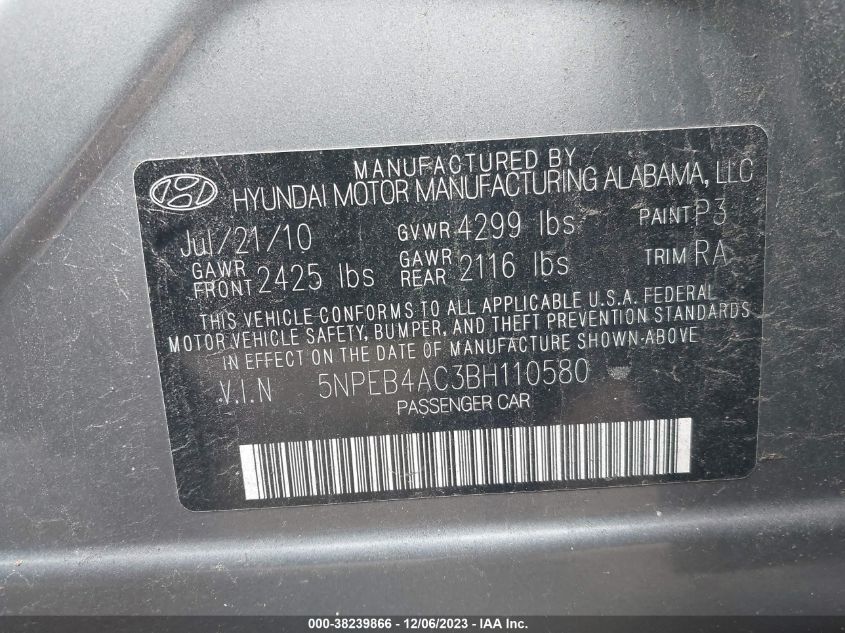 MANUFACTURED BY
HYUNDAI MOTOR MANUFACTURING ALABAMA, LLC
Jul/21/10 GVWR 4299 lbs PAINT: P3
GAWR FRONT 2425 lbs GAWR REAR 2116 lbs TRIM RA
THIS VEHICLE CONFORMS TO ALL APPLICABLE U.S.A. FEDERAL
MOTOR VEHICLE SAFETY, BUMPER, AND THEFT PREVENTION STANDARDS
IN EFFECT ON THE DATE OF MANUFACTURE SHOWN ABOVE
V.I.N 5NPEB4AC3BH110580
PASSENGER CAR
000-38239866 - 12/06/2023 - Copyright IAA, Inc.